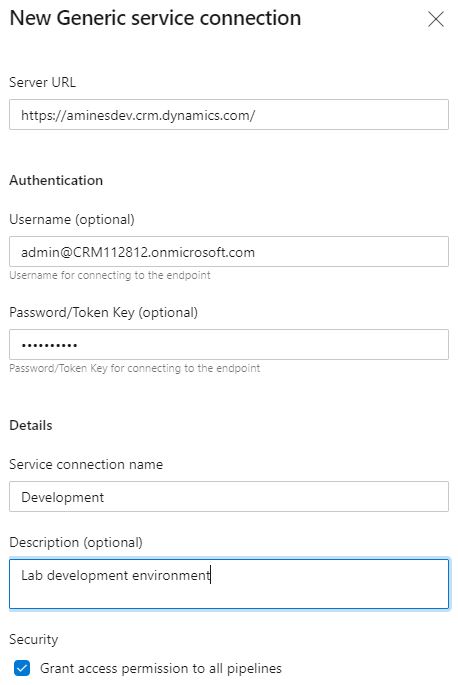 New Generic service connection
Server URL
https://aminesdev.crm.dynamics.com/
Authentication
Username (optional)
admin@CRM112812.onmicrosoft.com
Username for connecting to the endpoint
Password/Token Key (optional)
••••••••••
Password/Token Key for connecting to the endpoint
Details
Service connection name
Development
Description (optional)
Lab development environment
Security
Grant access permission to all pipelines